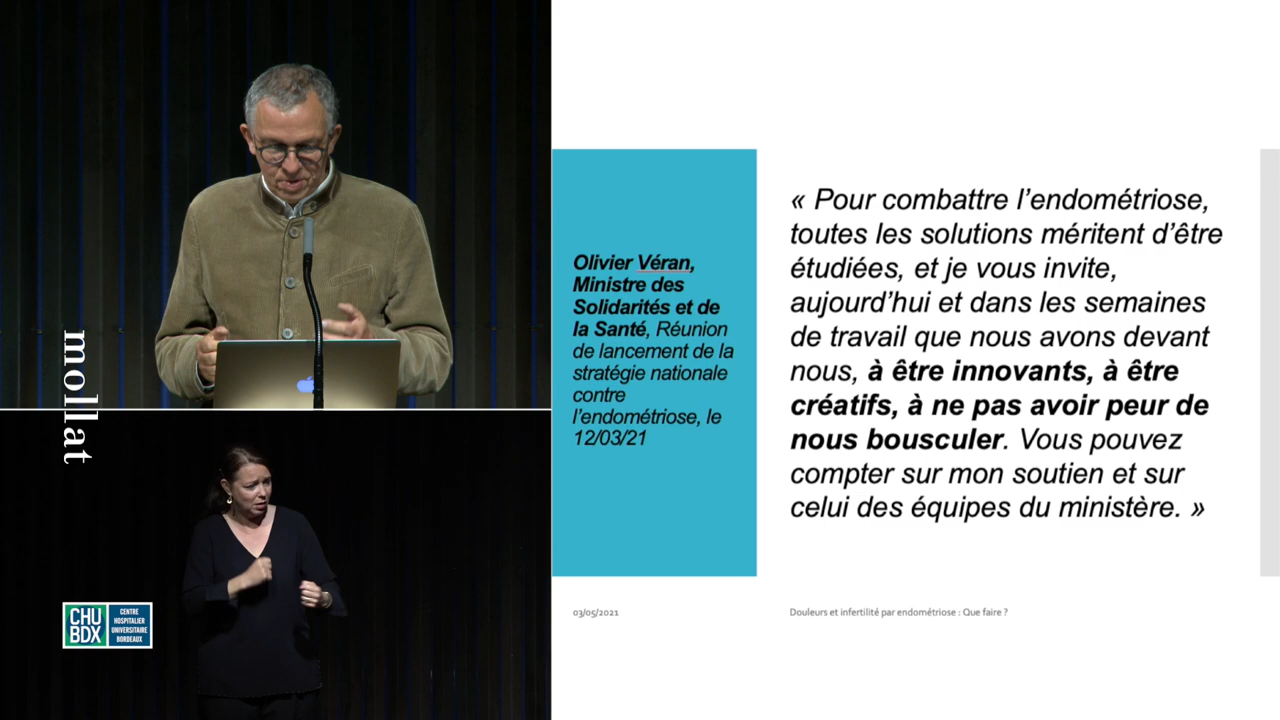 mollat
CHU
BDX
CENTRE
HOSPITALIER
UNIVERSITAIRE
BORDEAUX
Olivier Véran,
Ministre des
Solidarités et de
la Santé, Réunion
de lancement de la
stratégie nationale
contre
l’endométriose, le
12/03/21
« Pour combattre l’endométriose,
toutes les solutions méritent d’être
étudiées, et je vous invite,
aujourd’hui et dans les semaines
de travail que nous avons devant
nous, à être innovants, à être
créatifs, à ne pas avoir peur de
nous bousculer. Vous pouvez
compter sur mon soutien et sur
celui des équipes du ministère. »
03/05/2021
Douleurs et infertilité par endométriose : Que faire ?